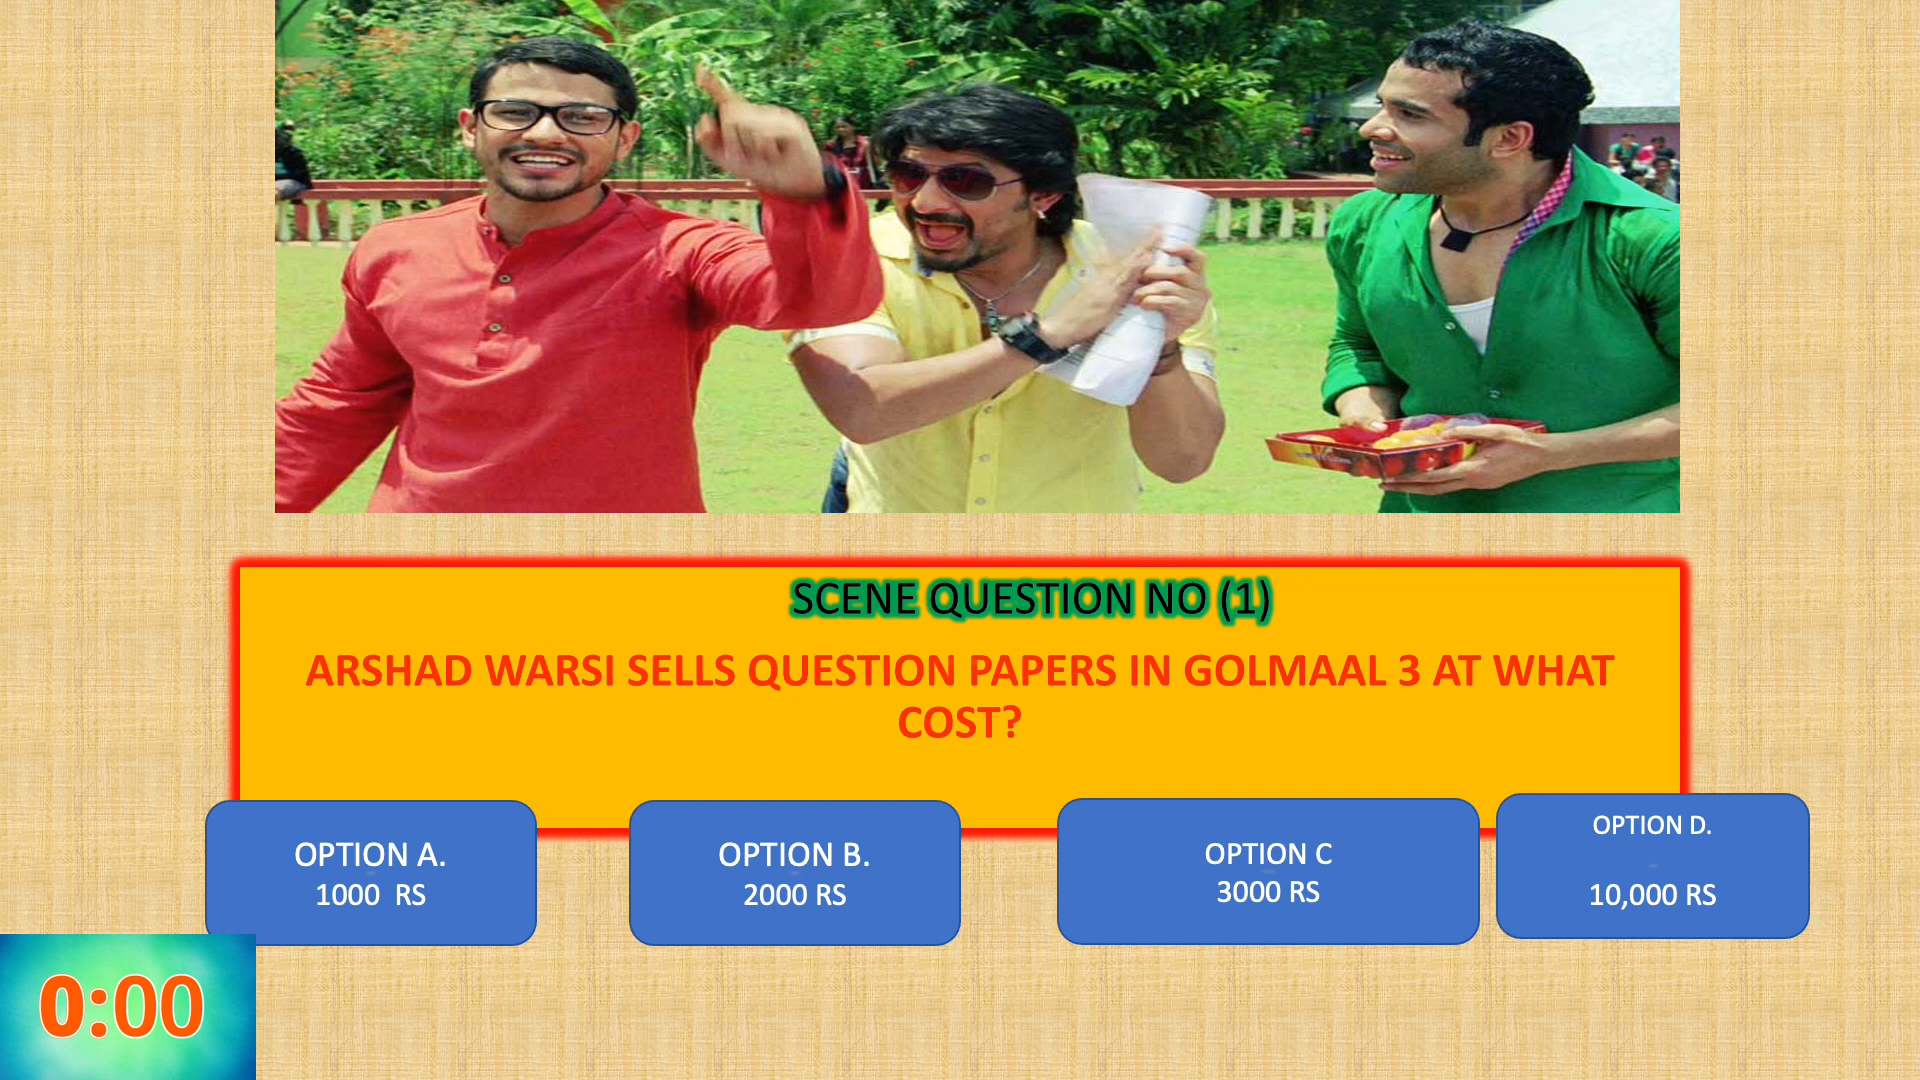 SCENE QUESTION NO (1)
ARSHAD WARSI SELLS QUESTION PAPERS IN GOLMAAL 3 AT WHAT
COST?
OPTION A.
1000  RS
OPTION B.
2000 RS
OPTION C
3000 RS
OPTION D.
10,000 RS
0:00